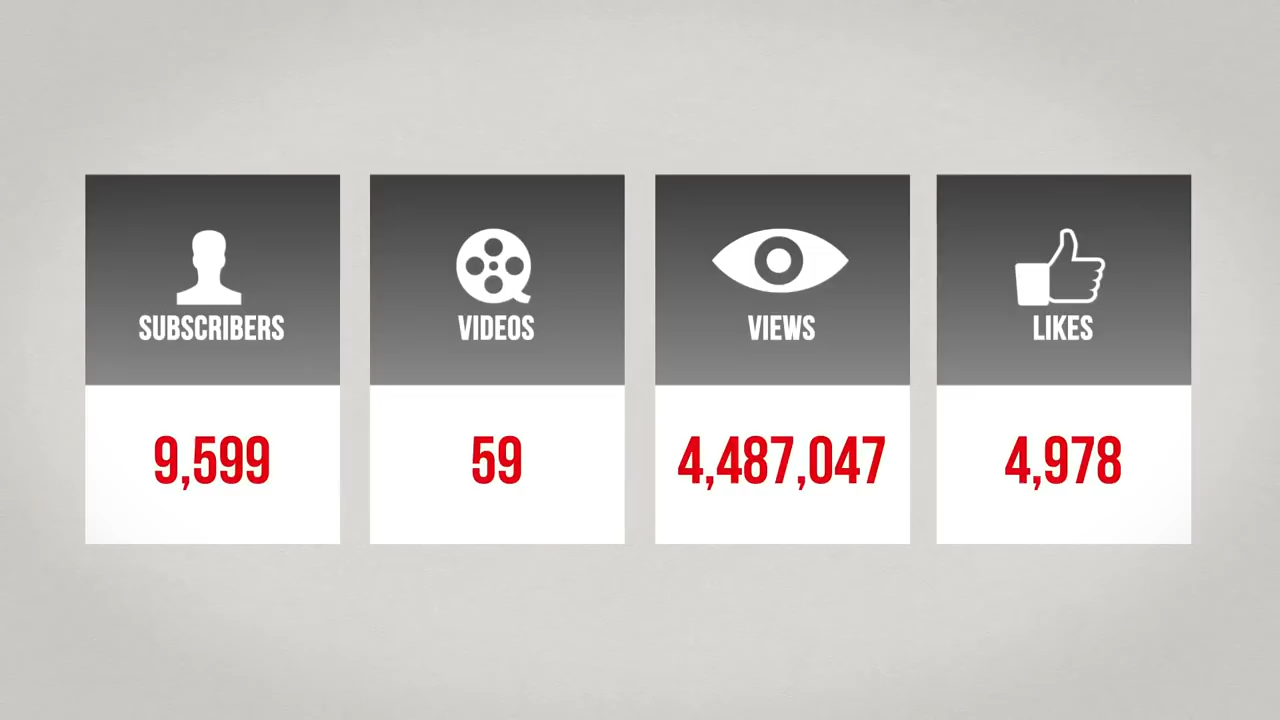 SUBSCRIBERS
9,599
VIDEOS
59
VIEWS
4,487,047
LIKES
4,978